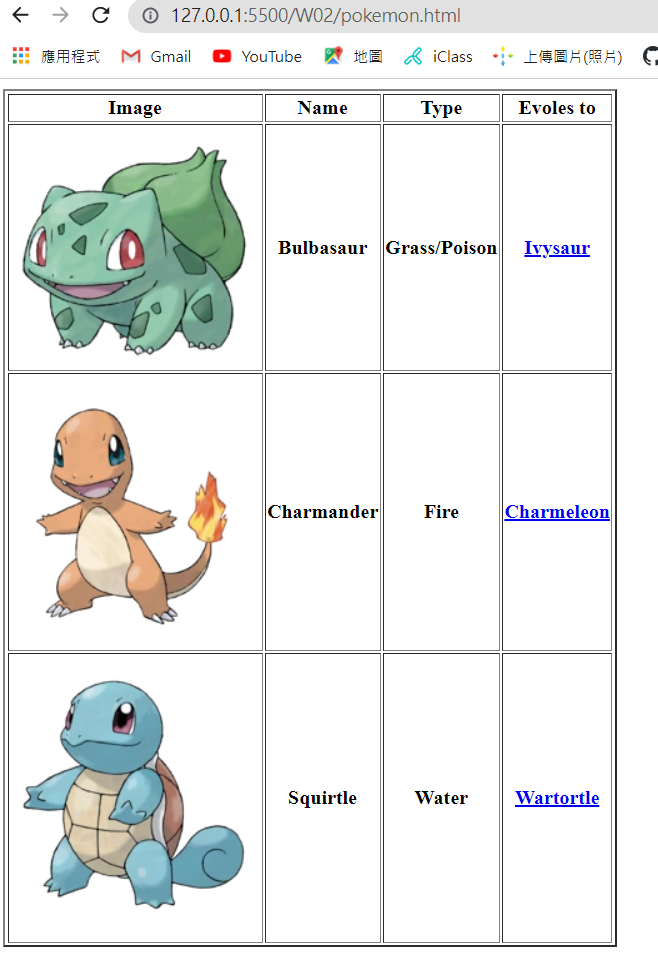 127.0.0.1:5500/W02/pokemon.html
應用程式 Gmail YouTube 地圖 iClass 上傳圖片(照片)
Image Name Type Evoles to
Bulbasaur Grass/Poison Ivysaur
Charmander Fire Charmeleon
Squirtle Water Wartortle